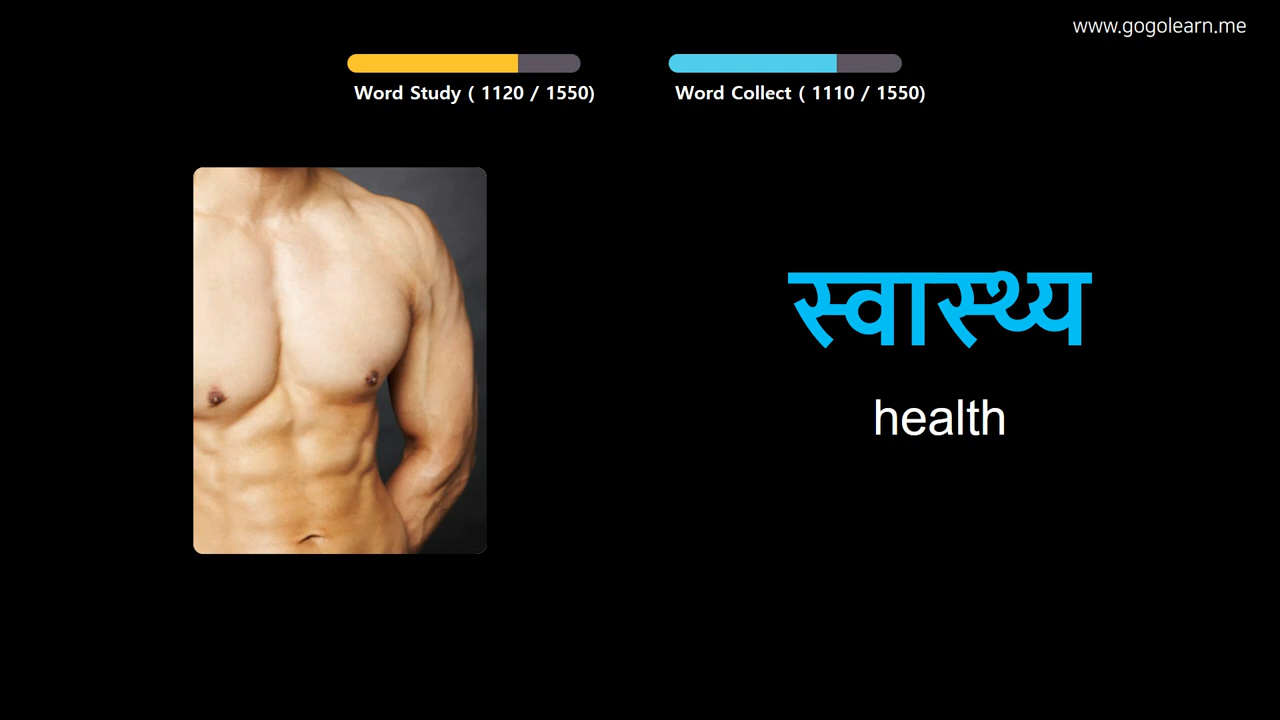 www.gogolearn.me
Word Study ( 1120 / 1550)
Word Collect ( 1110 / 1550)
स्वास्थ्य
health